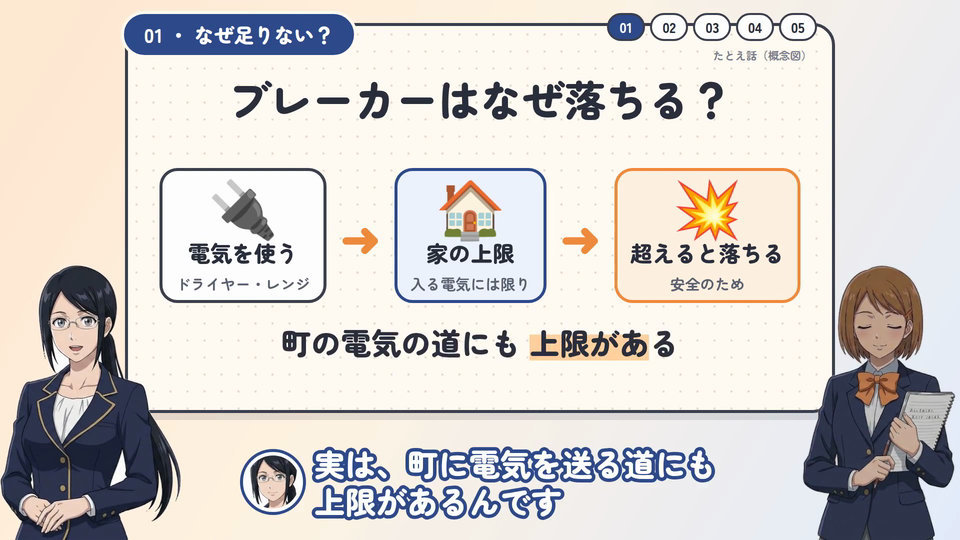 01 ・ なぜ足りない？
01 02 03 04 05
たとえ話（概念図）
ブレーカーはなぜ落ちる？
電気を使う
ドライヤー・レンジ
家の上限
入る電気には限り
超えると落ちる
安全のため
町の電気の道にも 上限がある
実は、町に電気を送る道にも
上限があるんです